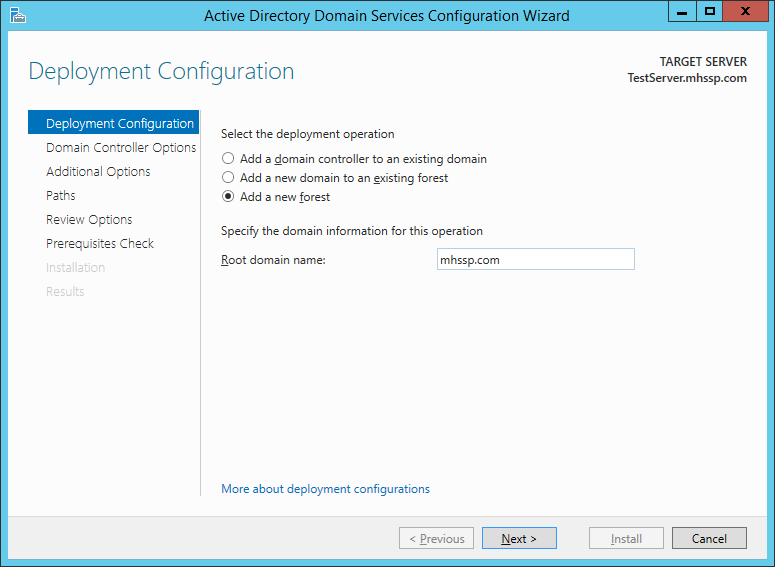 Active Directory Domain Services Configuration Wizard
Deployment Configuration
TARGET SERVER
TestServer.mhssp.com
Deployment Configuration
Domain Controller Options
Additional Options
Paths
Review Options
Prerequisites Check
Installation
Results
Select the deployment operation
Add a domain controller to an existing domain
Add a new domain to an existing forest
Add a new forest
Specify the domain information for this operation
Root domain name: mhssp.com
More about deployment configurations
< Previous Next > Install Cancel